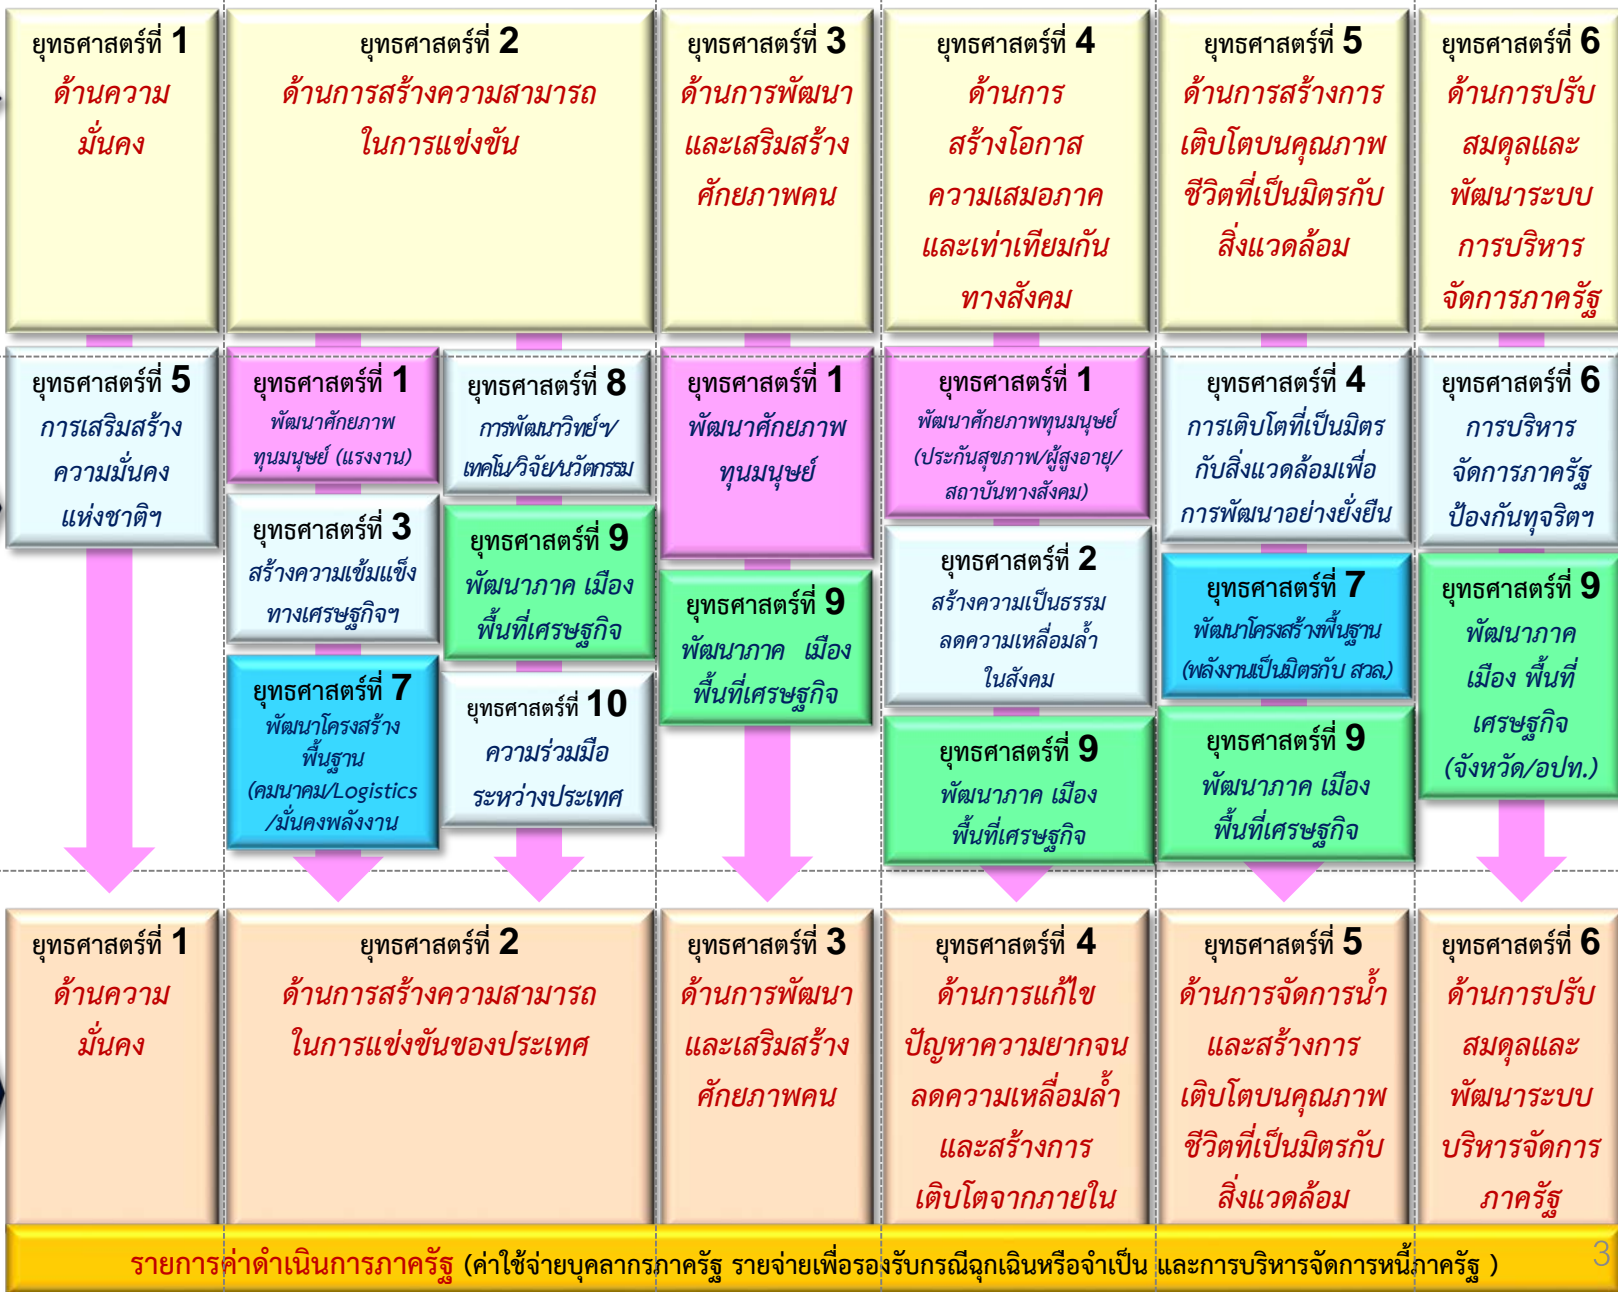 ยุทธศาสตร์ที่ 1
ด้านความ
มั่นคง
ยุทธศาสตร์ที่ 2
ด้านการสร้างความสามารถ
ในการแข่งขัน
ยุทธศาสตร์ที่ 3
ด้านการพัฒนา
และเสริมสร้าง
ศักยภาพคน
ยุทธศาสตร์ที่ 4
ด้านการ
สร้างโอกาส
ความเสมอภาค
และเท่าเทียมกัน
ทางสังคม
ยุทธศาสตร์ที่ 5
ด้านการสร้างการ
เติบโตบนคุณภาพ
ชีวิตที่เป็นมิตรกับ
สิ่งแวดล้อม
ยุทธศาสตร์ที่ 6
ด้านการปรับ
สมดุลและ
พัฒนาระบบ
การบริหาร
จัดการภาครัฐ
ยุทธศาสตร์ที่ 5
การเสริมสร้าง
ความมั่นคง
แห่งชาติฯ
ยุทธศาสตร์ที่ 1
พัฒนาศักยภาพ
ทุนมนุษย์ (แรงงาน)
ยุทธศาสตร์ที่ 3
สร้างความเข้มแข็ง
ทางเศรษฐกิจฯ
ยุทธศาสตร์ที่ 7
พัฒนาโครงสร้าง
พื้นฐาน
(คมนาคม/Logistics
/มั่นคงพลังงาน
ยุทธศาสตร์ที่ 8
การพัฒนาวิทย์ฯ/
เทคโน/วิจัย/นวัตกรรม
ยุทธศาสตร์ที่ 9
พัฒนาภาค เมือง
พื้นที่เศรษฐกิจ
ยุทธศาสตร์ที่ 10
ความร่วมมือ
ระหว่างประเทศ
ยุทธศาสตร์ที่ 1
พัฒนาศักยภาพ
ทุนมนุษย์
ยุทธศาสตร์ที่ 9
พัฒนาภาค เมือง
พื้นที่เศรษฐกิจ
ยุทธศาสตร์ที่ 1
พัฒนาศักยภาพทุนมนุษย์
(ประกันสุขภาพ/ผู้สูงอายุ/
สถาบันทางสังคม)
ยุทธศาสตร์ที่ 2
สร้างความเป็นธรรม
ลดความเหลื่อมล้ำ
ในสังคม
ยุทธศาสตร์ที่ 9
พัฒนาภาค เมือง
พื้นที่เศรษฐกิจ
ยุทธศาสตร์ที่ 4
การเติบโตที่เป็นมิตร
กับสิ่งแวดล้อมเพื่อ
การพัฒนาอย่างยั่งยืน
ยุทธศาสตร์ที่ 7
พัฒนาโครงสร้างพื้นฐาน
(พลังงานเป็นมิตรกับ สวล.)
ยุทธศาสตร์ที่ 9
พัฒนาภาค เมือง
พื้นที่เศรษฐกิจ
ยุทธศาสตร์ที่ 6
การบริหาร
จัดการภาครัฐ
ป้องกันทุจริตฯ
ยุทธศาสตร์ที่ 9
พัฒนาภาค
เมือง พื้นที่
เศรษฐกิจ
(จังหวัด/อปท.)
ยุทธศาสตร์ที่ 1
ด้านความ
มั่นคง
ยุทธศาสตร์ที่ 2
ด้านการสร้างความสามารถ
ในการแข่งขันของประเทศ
ยุทธศาสตร์ที่ 3
ด้านการพัฒนา
และเสริมสร้าง
ศักยภาพคน
ยุทธศาสตร์ที่ 4
ด้านการแก้ไข
ปัญหาความยากจน
ลดความเหลื่อมล้ำ
และสร้างการ
เติบโตจากภายใน
ยุทธศาสตร์ที่ 5
ด้านการจัดการน้ำ
และสร้างการ
เติบโตบนคุณภาพ
ชีวิตที่เป็นมิตรกับ
สิ่งแวดล้อม
ยุทธศาสตร์ที่ 6
ด้านการปรับ
สมดุลและ
พัฒนาระบบ
บริหารจัดการ
ภาครัฐ
รายการค่าดำเนินการภาครัฐ (ค่าใช้จ่ายบุคลากรภาครัฐ รายจ่ายเพื่อรองรับกรณีฉุกเฉินหรือจำเป็น และการบริหารจัดการหนี้ภาครัฐ )
3